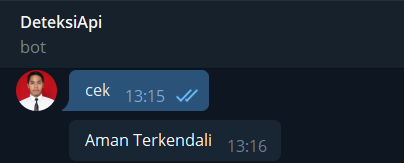 DeteksiApi
bot
cek 13:15
Aman Terkendali 13:16